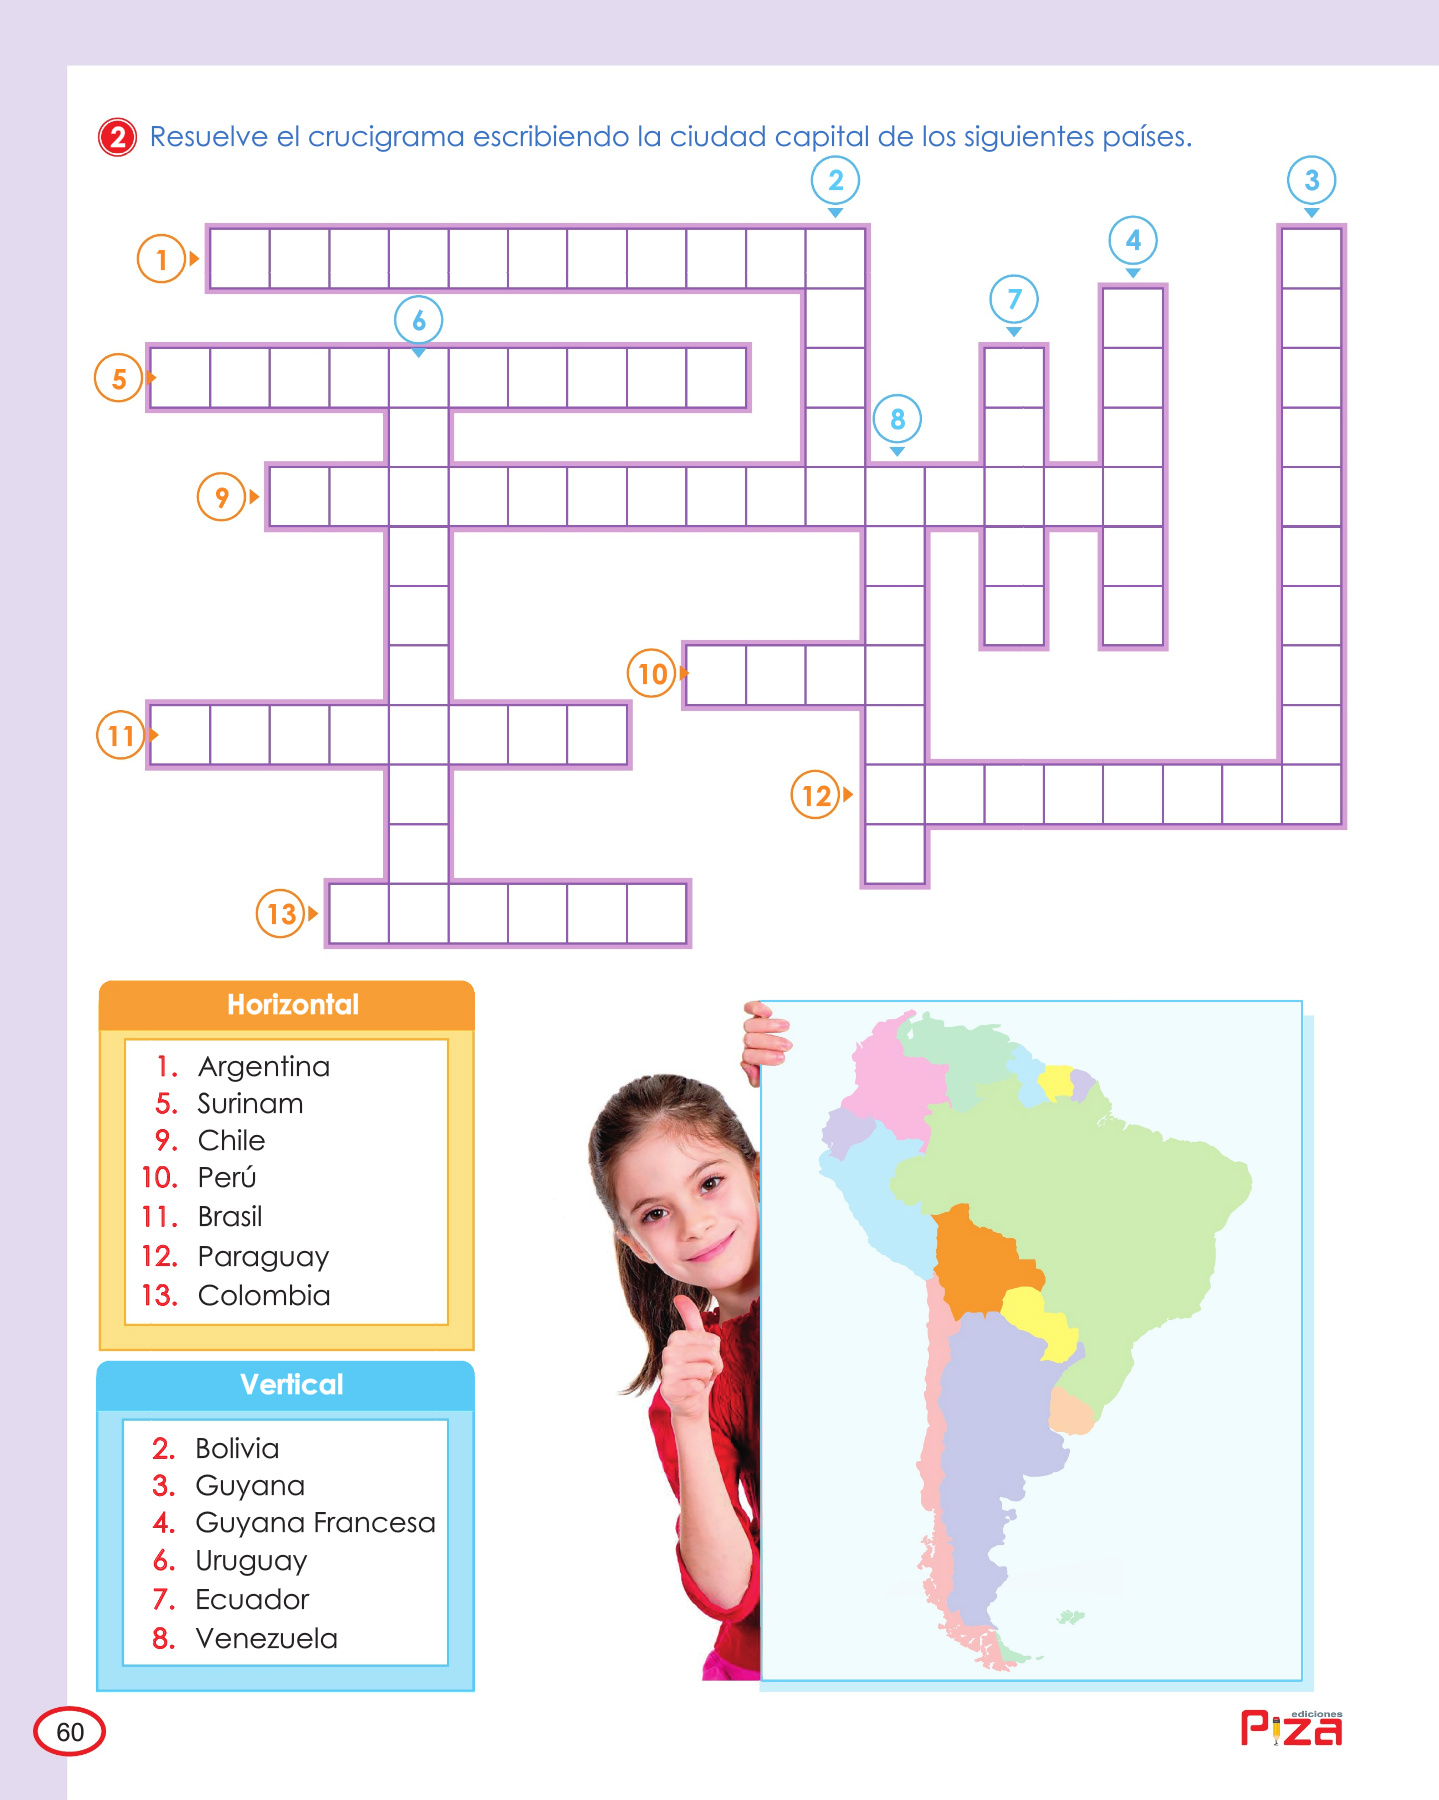 2 Resuelve el crucigrama escribiendo la ciudad capital de los siguientes países.
2
3
1
4
7
6
5
8
9
10
11
12
13
Horizontal
1. Argentina
5. Surinam
9. Chile
10. Perú
11. Brasil
12. Paraguay
13. Colombia
Vertical
2. Bolivia
3. Guyana
4. Guyana Francesa
6. Uruguay
7. Ecuador
8. Venezuela
60
ediciones
Piza